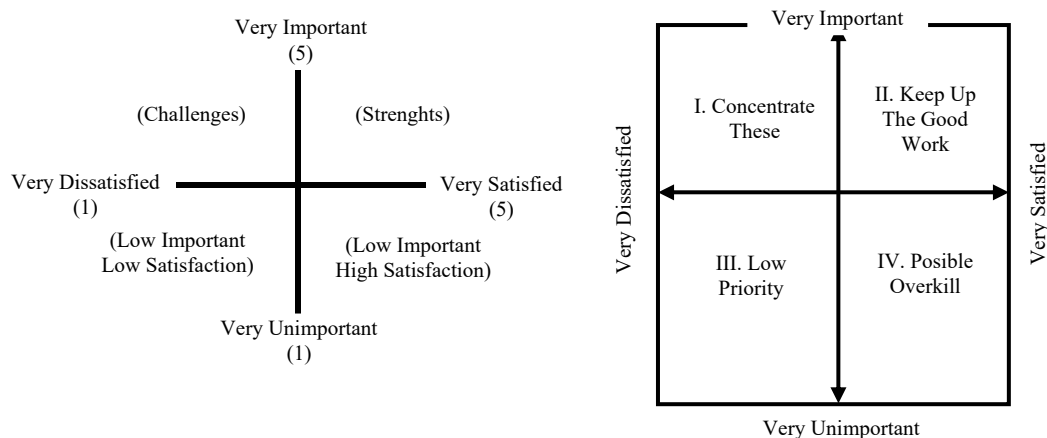 Very Important
(5)
(Challenges)
(Strenghts)
Very Dissatisfied
(1)
Very Satisfied
(5)
(Low Important
Low Satisfaction)
(Low Important
High Satisfaction)
Very Unimportant
(1)
Very Important
I. Concentrate
These
II. Keep Up
The Good
Work
Very Dissatisfied
Very Satisfied
III. Low
Priority
IV. Posible
Overkill
Very Unimportant